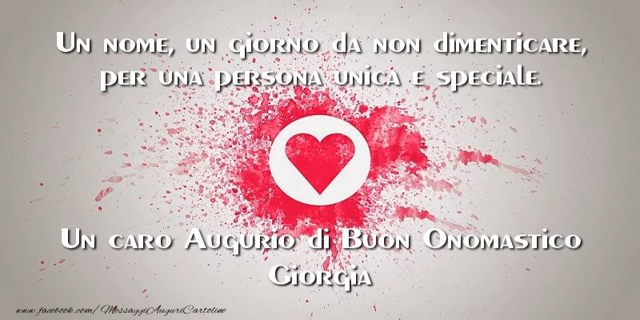 Un nome, un giorno da non dimenticare,
per una persona unica e speciale.
Un caro Augurio di Buon Onomastico
Giorgia
www.facebook.com/MessaggiAuguriCartoline